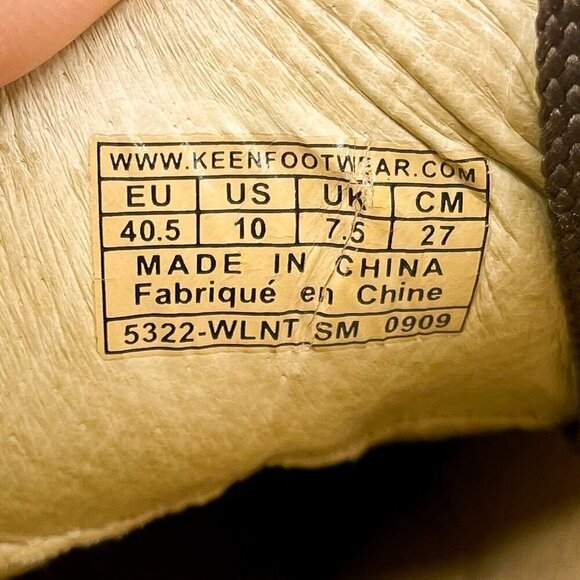 WWW.KEENFOOTWEAR.COM
EU US UK CM
40.5 10 7.5 27
MADE IN CHINA
Fabriqué en Chine
5322-WLNT SM 0909